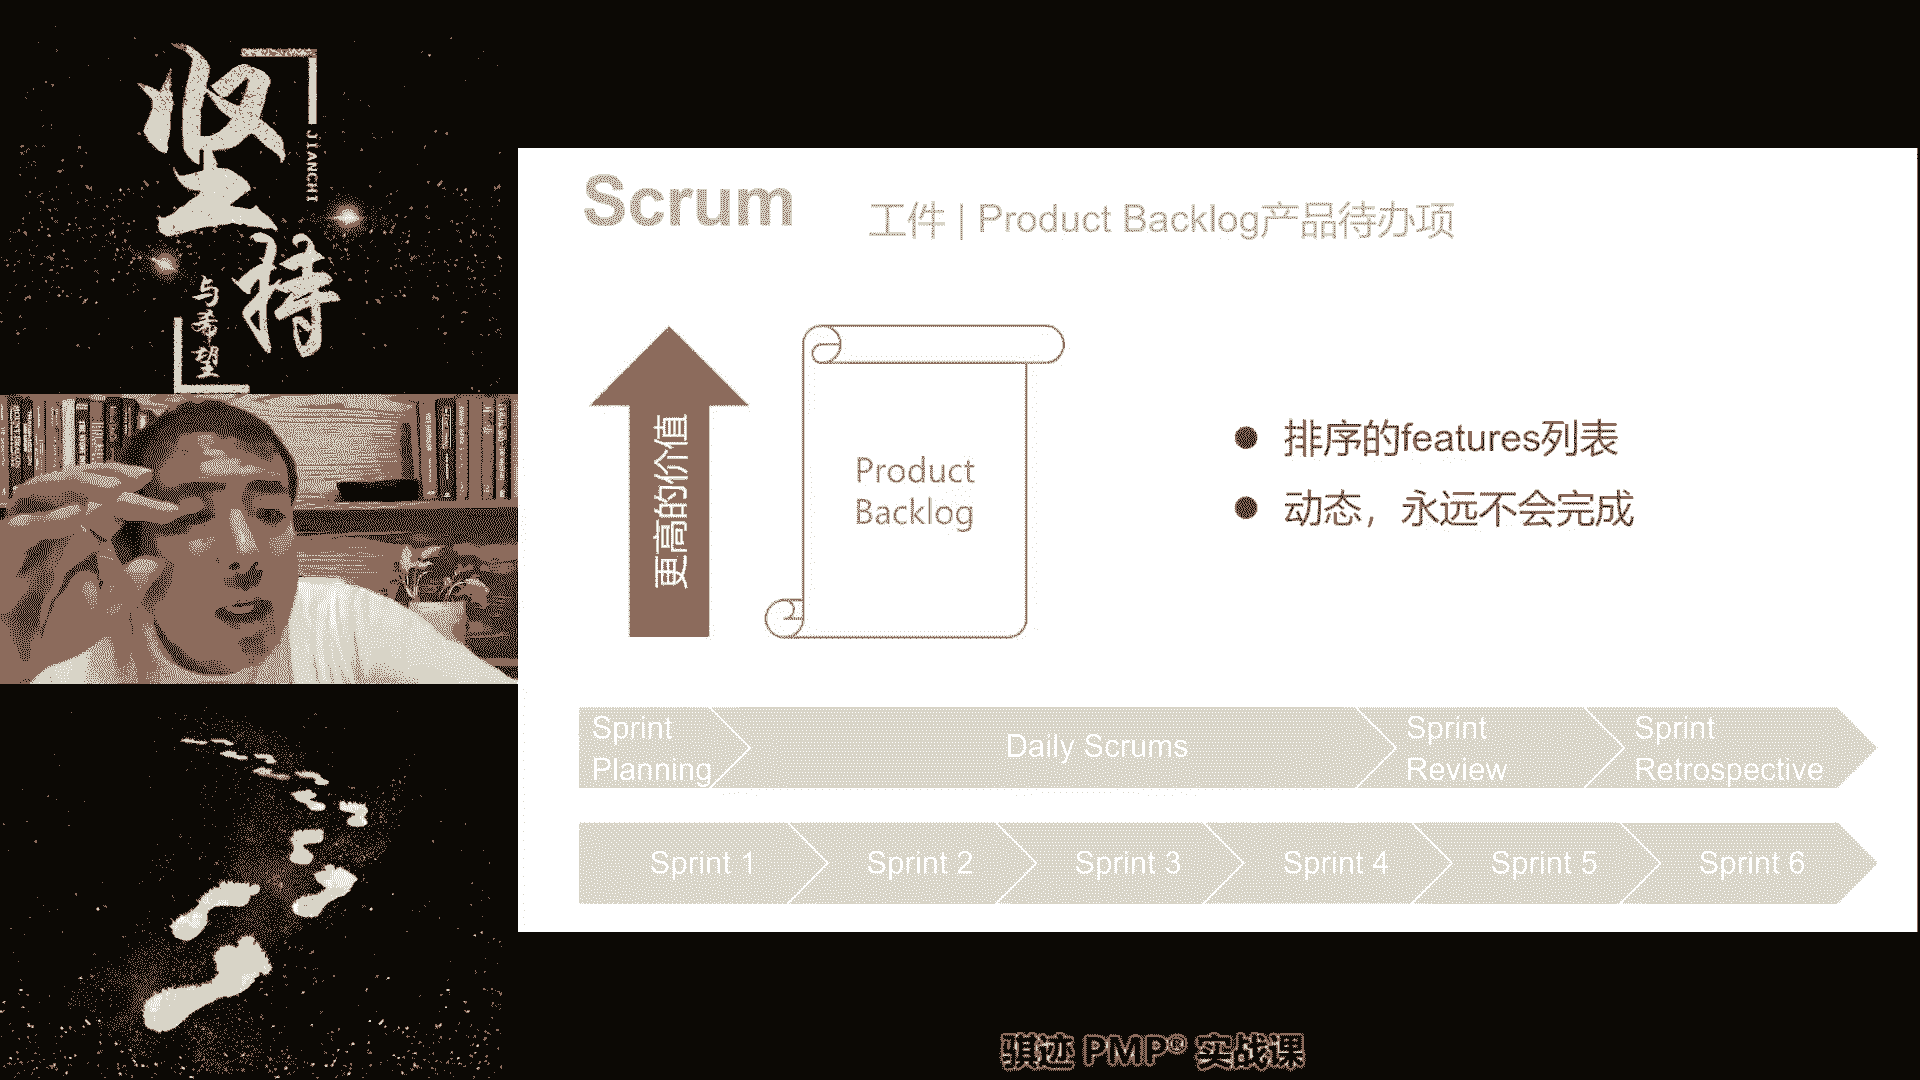 坚持
JIANCHI
与希望
Scrum
工件 | Product Backlog产品待办项
更高的价值
Product
Backlog
排序的features列表
动态，永远不会完成
Sprint
Planning
Daily Scrums
Sprint
Review
Sprint
Retrospective
Sprint 1
Sprint 2
Sprint 3
Sprint 4
Sprint 5
Sprint 6
骐迹 PMP® 实战课